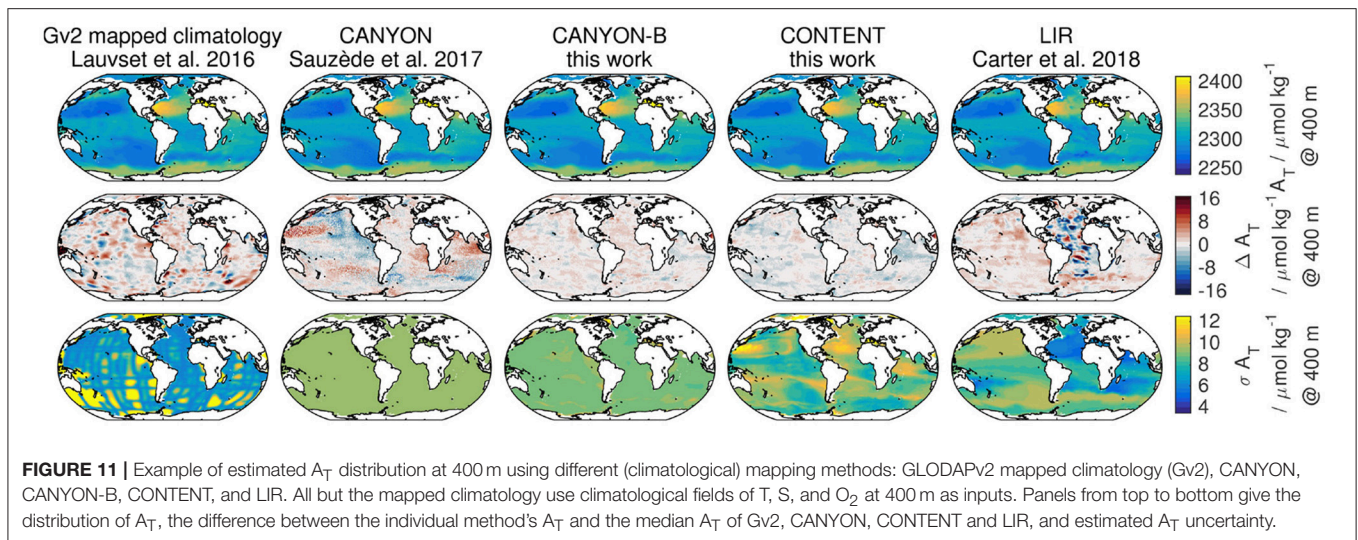 Gv2 mapped climatology
Lauvset et al. 2016
CANYON
Sauzède et al. 2017
CANYON-B
this work
CONTENT
this work
LIR
Carter et al. 2018
2400
2350
2300
2250
A_T / μmol kg⁻¹
@ 400 m
16
8
0
-8
-16
Δ A_T
/ μmol kg⁻¹
@ 400 m
12
10
8
6
4
σ A_T
/ μmol kg⁻¹
@ 400 m
FIGURE 11 | Example of estimated A_T distribution at 400 m using different (climatological) mapping methods: GLODAPv2 mapped climatology (Gv2), CANYON,
CANYON-B, CONTENT, and LIR. All but the mapped climatology use climatological fields of T, S, and O₂ at 400 m as inputs. Panels from top to bottom give the
distribution of A_T, the difference between the individual method's A_T and the median A_T of Gv2, CANYON, CONTENT and LIR, and estimated A_T uncertainty.